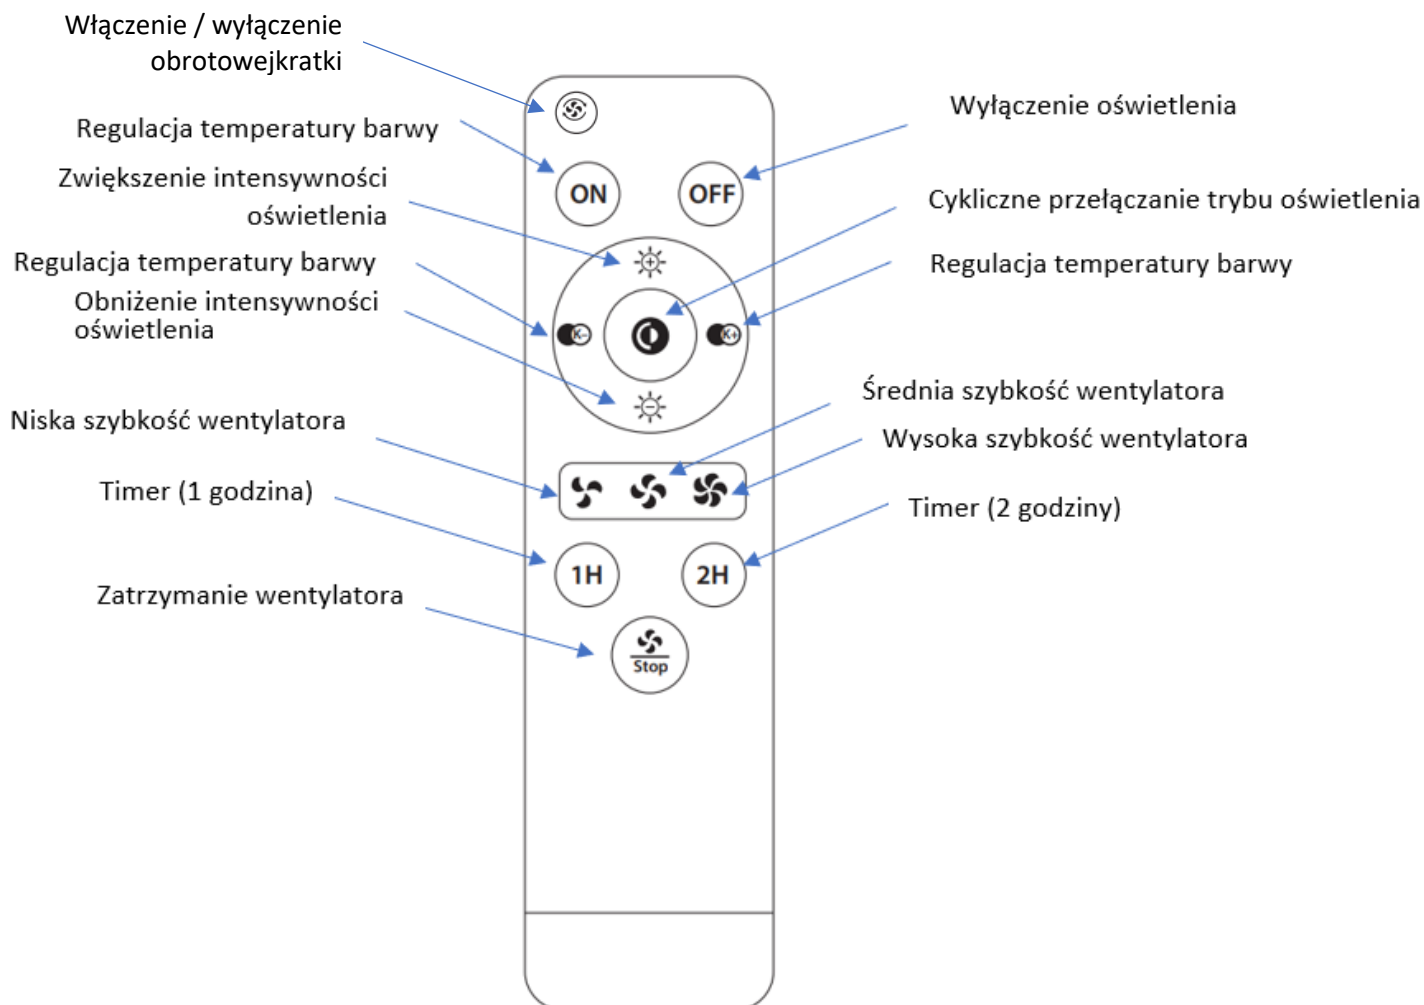 Włączenie / wyłączenie
obrotowejkratki
Wyłączenie oświetlenia
Regulacja temperatury barwy
Zwiększenie intensywności
oświetlenia
ON
OFF
Cykliczne przełączanie trybu oświetlenia
Regulacja temperatury barwy
Regulacja temperatury barwy
Obniżenie intensywności
oświetlenia
K-
K+
Średnia szybkość wentylatora
Niska szybkość wentylatora
Wysoka szybkość wentylatora
Timer (1 godzina)
Timer (2 godziny)
1H
2H
Zatrzymanie wentylatora
Stop